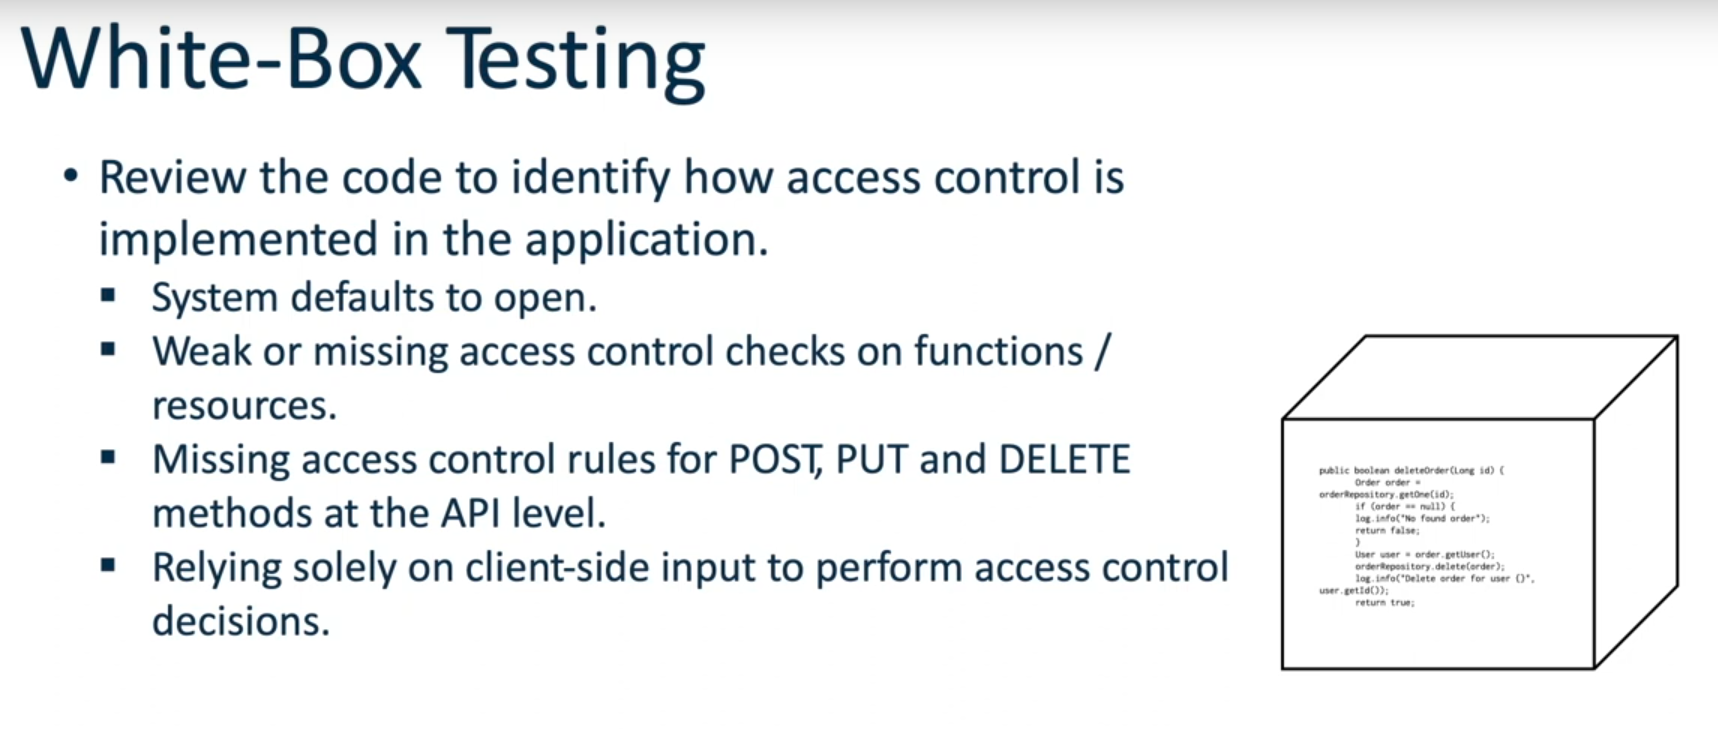 White-Box Testing
• Review the code to identify how access control is
implemented in the application.
▪ System defaults to open.
▪ Weak or missing access control checks on functions /
resources.
▪ Missing access control rules for POST, PUT and DELETE
methods at the API level.
▪ Relying solely on client-side input to perform access control
decisions.
public boolean deleteOrder(Long id) {
Order order =
orderRepository.getOne(id);
if (order == null) {
log.info("No found order");
return false;
}
User user = order.getUser();
orderRepository.delete(order);
log.info("Delete order for user {}",
user.getId());
return true;